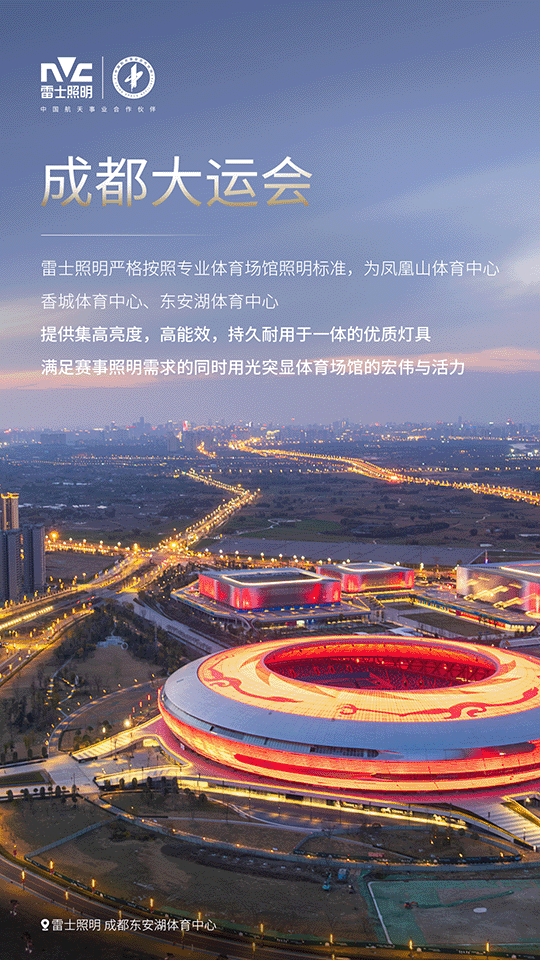 NVC
雷士照明
中国航天事业合作伙伴
成都大运会
雷士照明严格按照专业体育场馆照明标准，为凤凰山体育中心
香城体育中心、东安湖体育中心
提供集高亮度，高能效，持久耐用于一体的优质灯具
满足赛事照明需求的同时用光突显体育场馆的宏伟与活力
雷士照明 成都东安湖体育中心